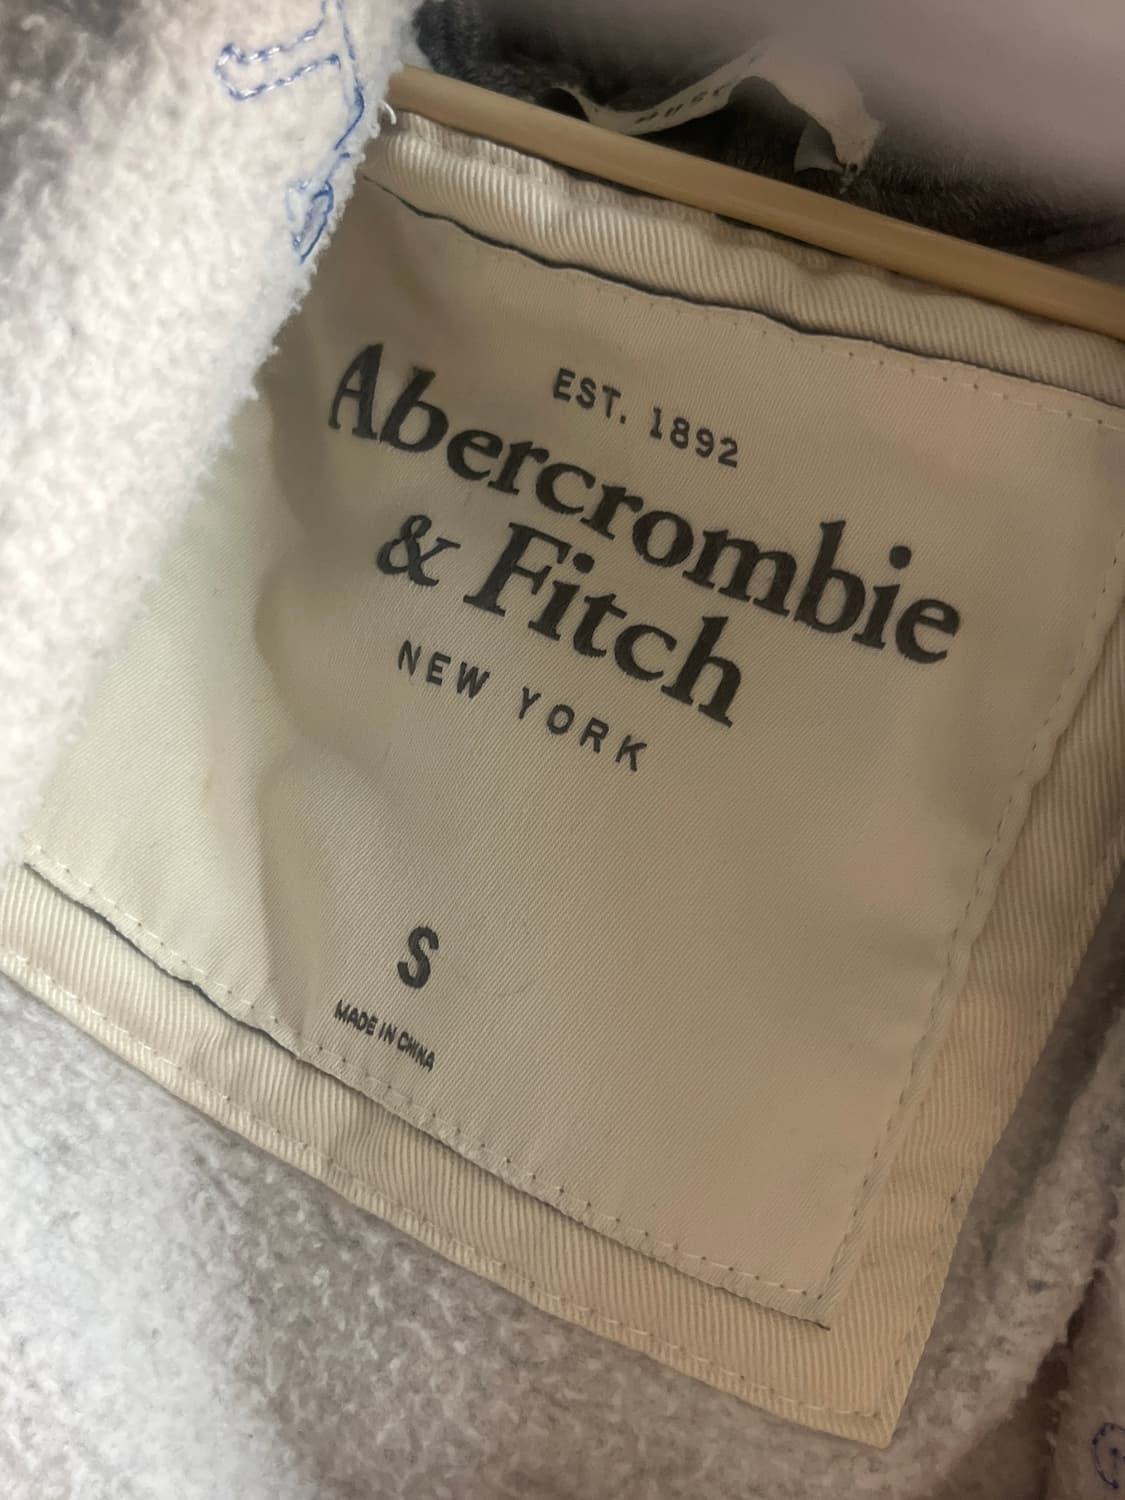 EST. 1892
Abercrombie
& Fitch
NEW YORK
S
MADE IN CHINA